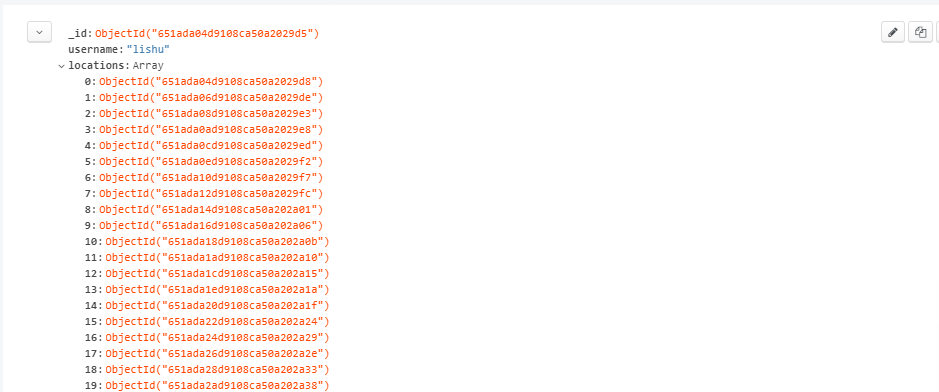 _id: ObjectId("651ada04d9108ca50a2029d5")
username: "lishu"
locations: Array
0: ObjectId("651ada04d9108ca50a2029d8")
1: ObjectId("651ada06d9108ca50a2029de")
2: ObjectId("651ada08d9108ca50a2029e3")
3: ObjectId("651ada0ad9108ca50a2029e8")
4: ObjectId("651ada0cd9108ca50a2029ed")
5: ObjectId("651ada0ed9108ca50a2029f2")
6: ObjectId("651ada10d9108ca50a2029f7")
7: ObjectId("651ada12d9108ca50a2029fc")
8: ObjectId("651ada14d9108ca50a202a01")
9: ObjectId("651ada16d9108ca50a202a06")
10: ObjectId("651ada18d9108ca50a202a0b")
11: ObjectId("651ada1ad9108ca50a202a10")
12: ObjectId("651ada1cd9108ca50a202a15")
13: ObjectId("651ada1ed9108ca50a202a1a")
14: ObjectId("651ada20d9108ca50a202a1f")
15: ObjectId("651ada22d9108ca50a202a24")
16: ObjectId("651ada24d9108ca50a202a29")
17: ObjectId("651ada26d9108ca50a202a2e")
18: ObjectId("651ada28d9108ca50a202a33")
19: ObjectId("651ada2ad9108ca50a202a38")